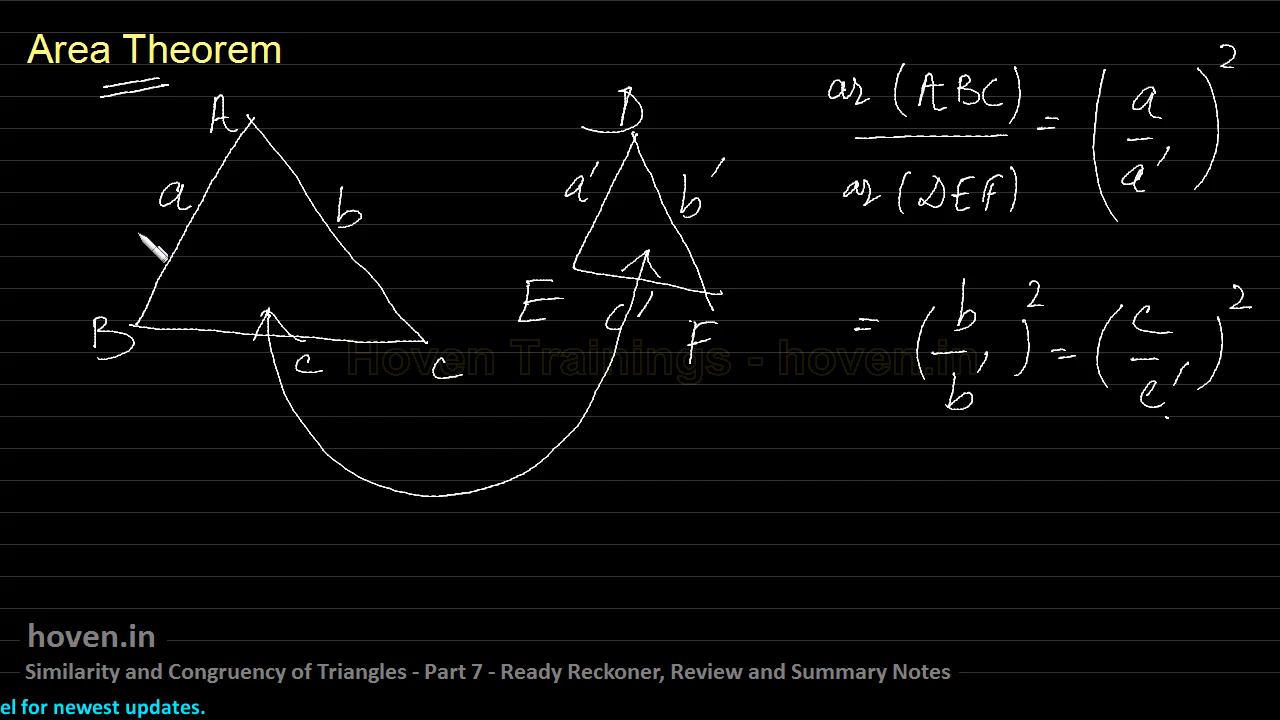 Area Theorem
A
a
b
B
c
C
D
a'
b'
E
c'
F
ar (ABC)
ar (DEF)
= (a/a')²
= (b/b')² = (c/c')²
Hoven Trainings - hoven.in
hoven.in
Similarity and Congruency of Triangles - Part 7 - Ready Reckoner, Review and Summary Notes
el for newest updates.